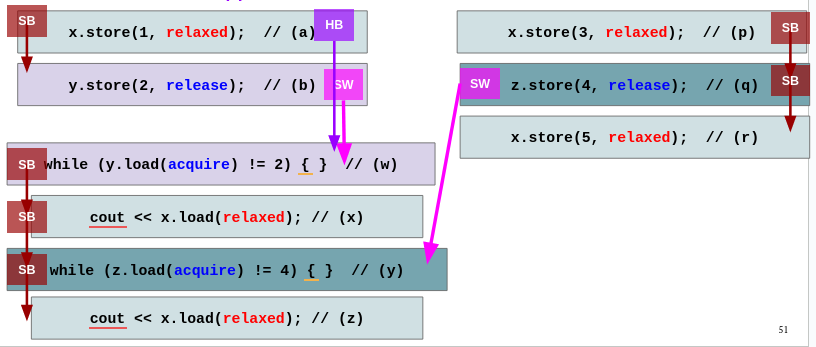 SB
x.store(1, relaxed);  // (a)
HB
y.store(2, release);  // (b)
SW
x.store(3, relaxed);  // (p)
SB
SW
z.store(4, release);  // (q)
SB
x.store(5, relaxed);  // (r)
SB
while (y.load(acquire) != 2) { }  // (w)
SB
cout << x.load(relaxed); // (x)
SB
while (z.load(acquire) != 4) { }  // (y)
cout << x.load(relaxed); // (z)
51